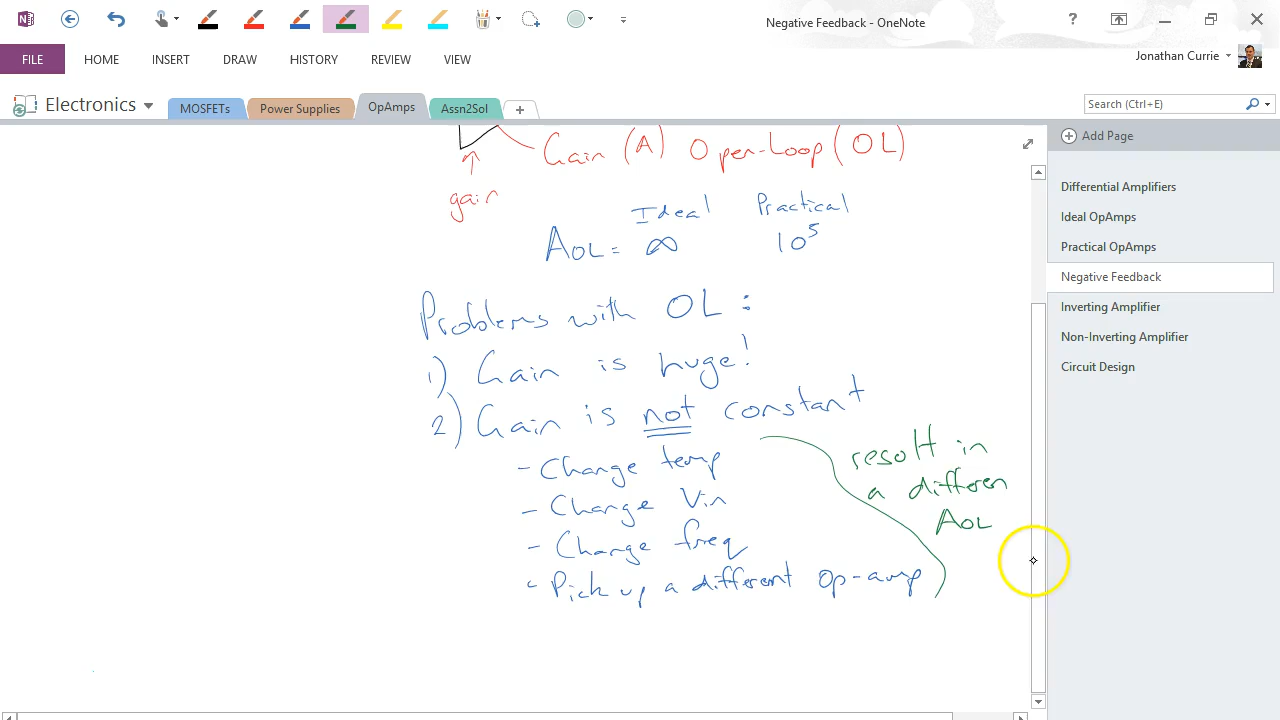 Negative Feedback - OneNote
FILE HOME INSERT DRAW HISTORY REVIEW VIEW
Jonathan Currie
Electronics MOSFETs Power Supplies OpAmps Assn2Sol
Search (Ctrl+E)
Add Page
Differential Amplifiers
Ideal OpAmps
Practical OpAmps
Negative Feedback
Inverting Amplifier
Non-Inverting Amplifier
Circuit Design
Gain (A) Open-Loop (OL)
gain
Ideal Practical
AOL = ∞ 10^5
Problems with OL :
1) Gain is huge!
2) Gain is not constant
- Change temp
- Change Vin
- Change freq
- Pick up a different op-amp
result in
a differen
AOL